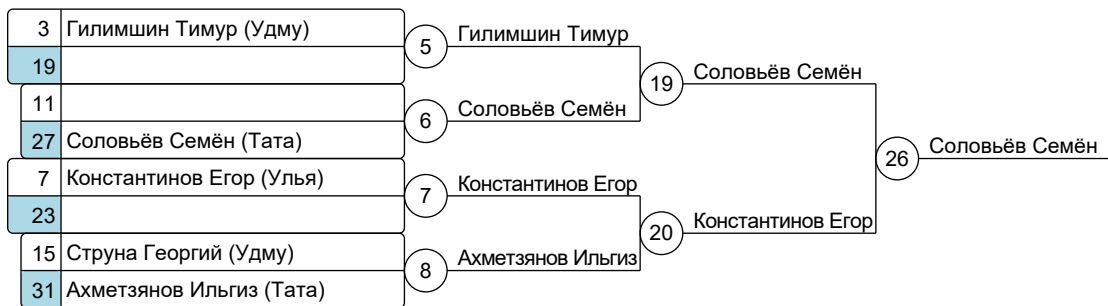 3 Гилимшин Тимур (Удму)
19
11
27 Соловьёв Семён (Тата)
7 Константинов Егор (Улья)
23
15 Струна Георгий (Удму)
31 Ахметзянов Ильгиз (Тата)
5 Гилимшин Тимур
6 Соловьёв Семён
7 Константинов Егор
8 Ахметзянов Ильгиз
19 Соловьёв Семён
20 Константинов Егор
26 Соловьёв Семён